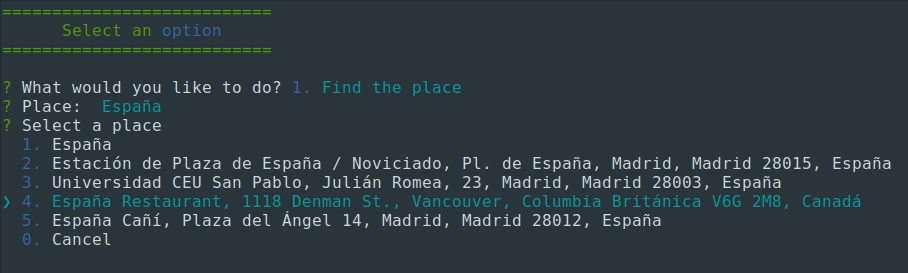 ===========================
Select an option
===========================
? What would you like to do? 1. Find the place
? Place: España
? Select a place
1. España
2. Estación de Plaza de España / Noviciado, Pl. de España, Madrid, Madrid 28015, España
3. Universidad CEU San Pablo, Julián Romea, 23, Madrid, Madrid 28003, España
❯ 4. España Restaurant, 1118 Denman St., Vancouver, Columbia Británica V6G 2M8, Canadá
5. España Cañí, Plaza del Ángel 14, Madrid, Madrid 28012, España
0. Cancel